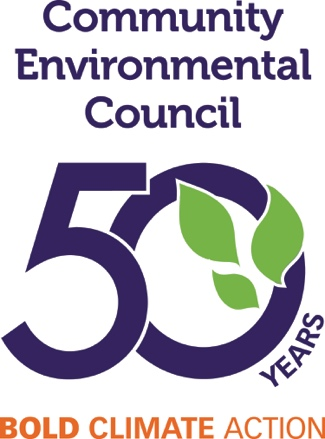 Community
Environmental
Council
50
YEARS
BOLD CLIMATE ACTION